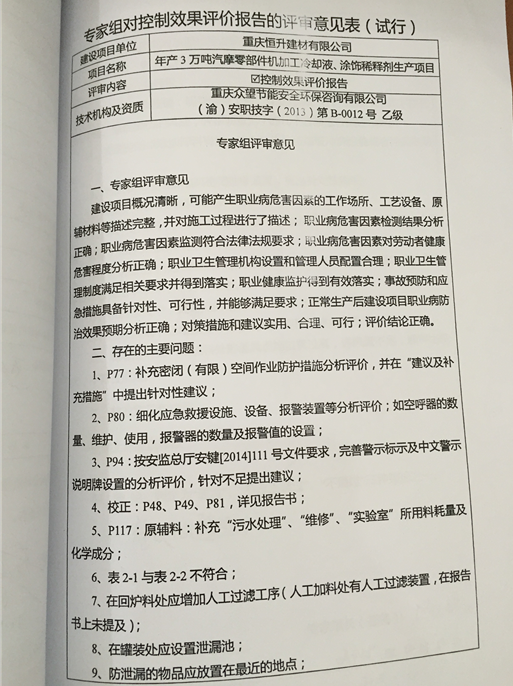 专家组对控制效果评价报告的评审意见表（试行）
建设项目单位 重庆恒升建材有限公司
项目名称 年产3万吨汽摩零部件机加工冷却液、涂饰稀释剂生产项目
评审内容 ☑控制效果评价报告
技术机构及资质 重庆众望节能安全环保咨询有限公司
（渝）安职技字（2013）第B-0012号 乙级
专家组评审意见
一、专家组评审意见
建设项目概况清晰，可能产生职业病危害因素的工作场所、工艺设备、原
辅材料等描述完整，并对施工过程进行了描述；职业病危害因素检测结果分析
正确；职业病危害因素监测符合法律法规要求；职业病危害因素对劳动者健康
危害程度分析正确；职业卫生管理机构设置和管理人员配置合理；职业卫生管
理制度满足相关要求并得到落实；职业健康监护得到有效落实；事故预防和应
急措施具备针对性、可行性，并能够满足要求；正常生产后建设项目职业病防
治效果预期分析正确；对策措施和建议实用、合理、可行；评价结论正确。
二、存在的主要问题：
1、P77：补充密闭（有限）空间作业防护措施分析评价，并在“建议及补
充措施”中提出针对性建议；
2、P80：细化应急救援设施、设备、报警装置等分析评价；如空呼器的数
量、维护、使用，报警器的数量及报警值的设置；
3、P94：按安监总厅安键[2014]111号文件要求，完善警示标示及中文警示
说明牌设置的分析评价，针对不足提出建议；
4、校正：P48、P49、P81，详见报告书；
5、P117：原辅料：补充“污水处理”、“维修”、“实验室”所用料耗量及
化学成分；
6、表2-1与表2-2不符合；
7、在回炉料处应增加人工过滤工序（人工加料处有人工过滤装置，在报告
书上未提及）；
8、在罐装处应设置泄漏池；
9、防泄漏的物品应放置在最近的地点；